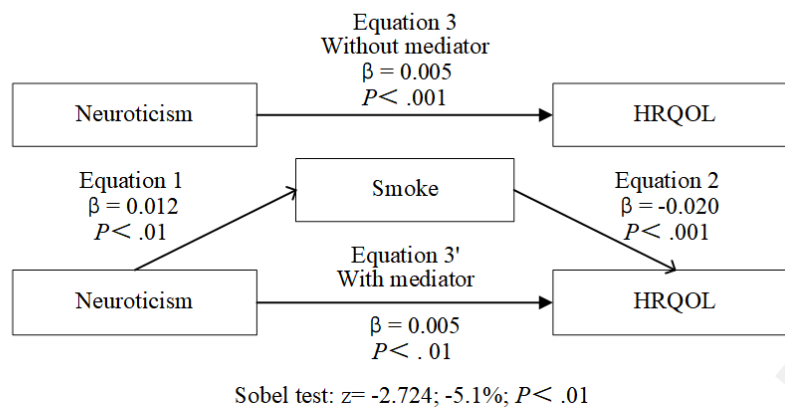 Equation 3
Without mediator
β = 0.005
P< .001
Neuroticism
HRQOL
Equation 1
β = 0.012
P< .01
Smoke
Equation 2
β = -0.020
P< .001
Neuroticism
Equation 3'
With mediator
β = 0.005
P< . 01
HRQOL
Sobel test: z= -2.724; -5.1%; P< .01